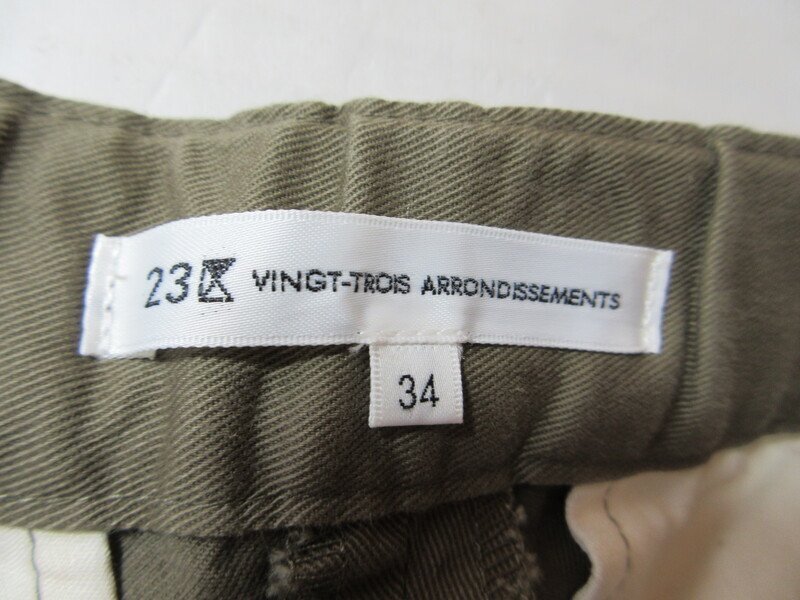 23区 VINGT-TROIS ARRONDISSEMENTS
34